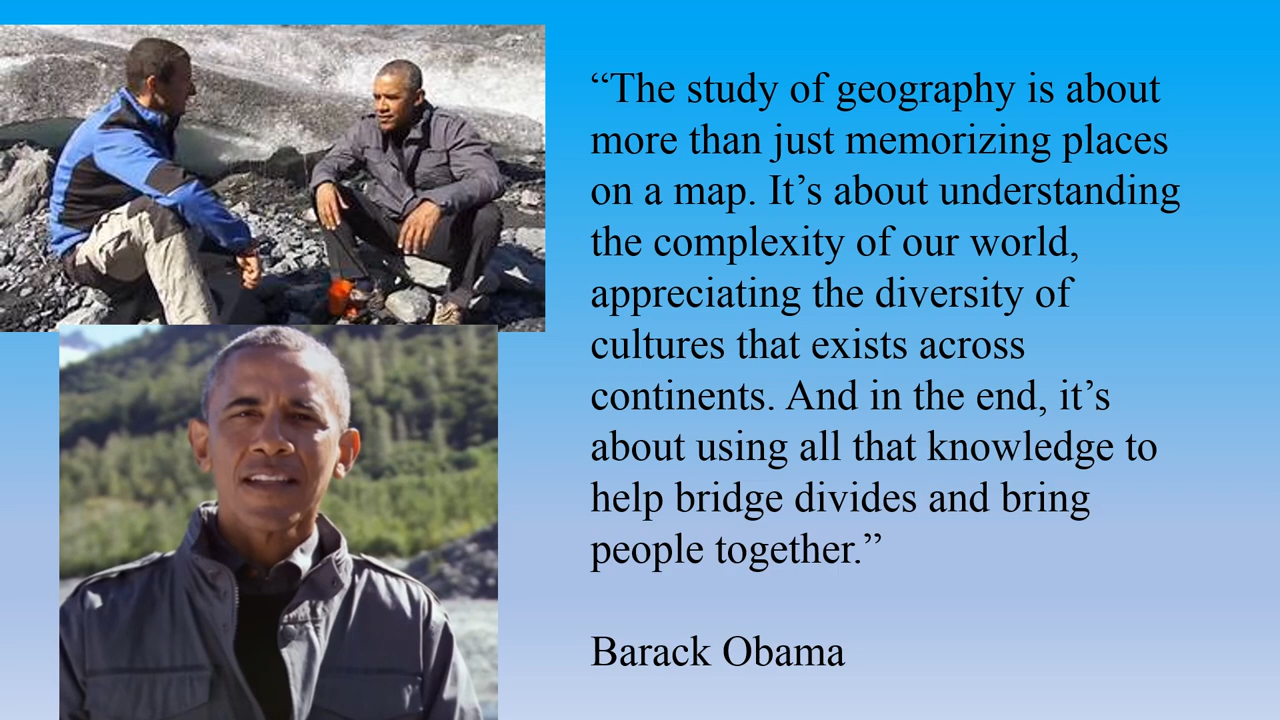 “The study of geography is about
more than just memorizing places
on a map. It’s about understanding
the complexity of our world,
appreciating the diversity of
cultures that exists across
continents. And in the end, it’s
about using all that knowledge to
help bridge divides and bring
people together.”
Barack Obama